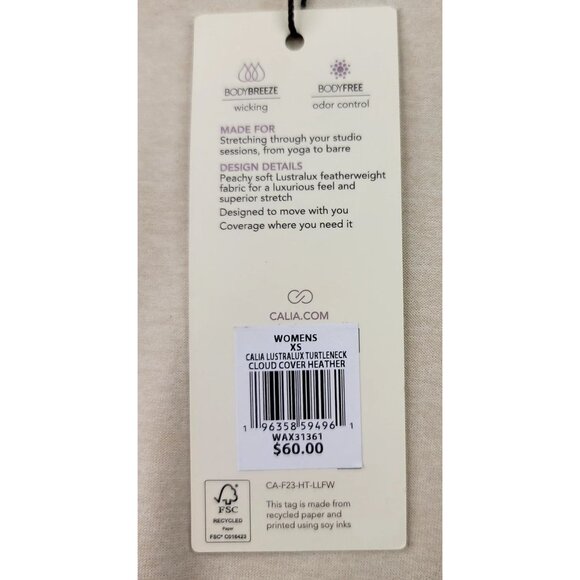 BODYBREEZE
wicking
BODYFREE
odor control
MADE FOR
Stretching through your studio
sessions, from yoga to barre
DESIGN DETAILS
Peachy soft Lustralux featherweight
fabric for a luxurious feel and
superior stretch
Designed to move with you
Coverage where you need it
CALIA.COM
WOMENS
XS
CALIA LUSTRALUX TURTLENECK
CLOUD COVER HEATHER
1 96358 59496 1
WAX31361
$60.00
CA-F23-HT-LLFW
This tag is made from
recycled paper and
printed using soy inks
FSC
RECYCLED
Paper
FSC® C016423